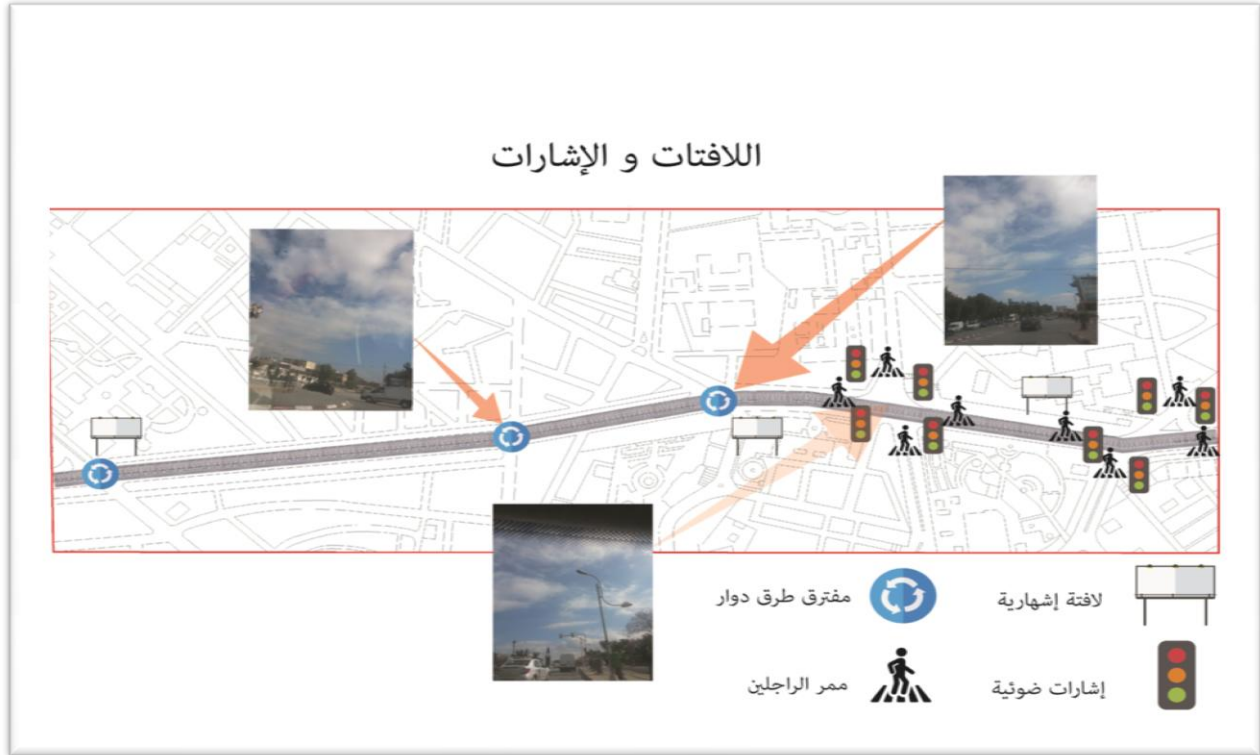 اللافتات و الإشارات
لافتة إشهارية
مفترق طرق دوار
إشارات ضوئية
ممر الراجلين